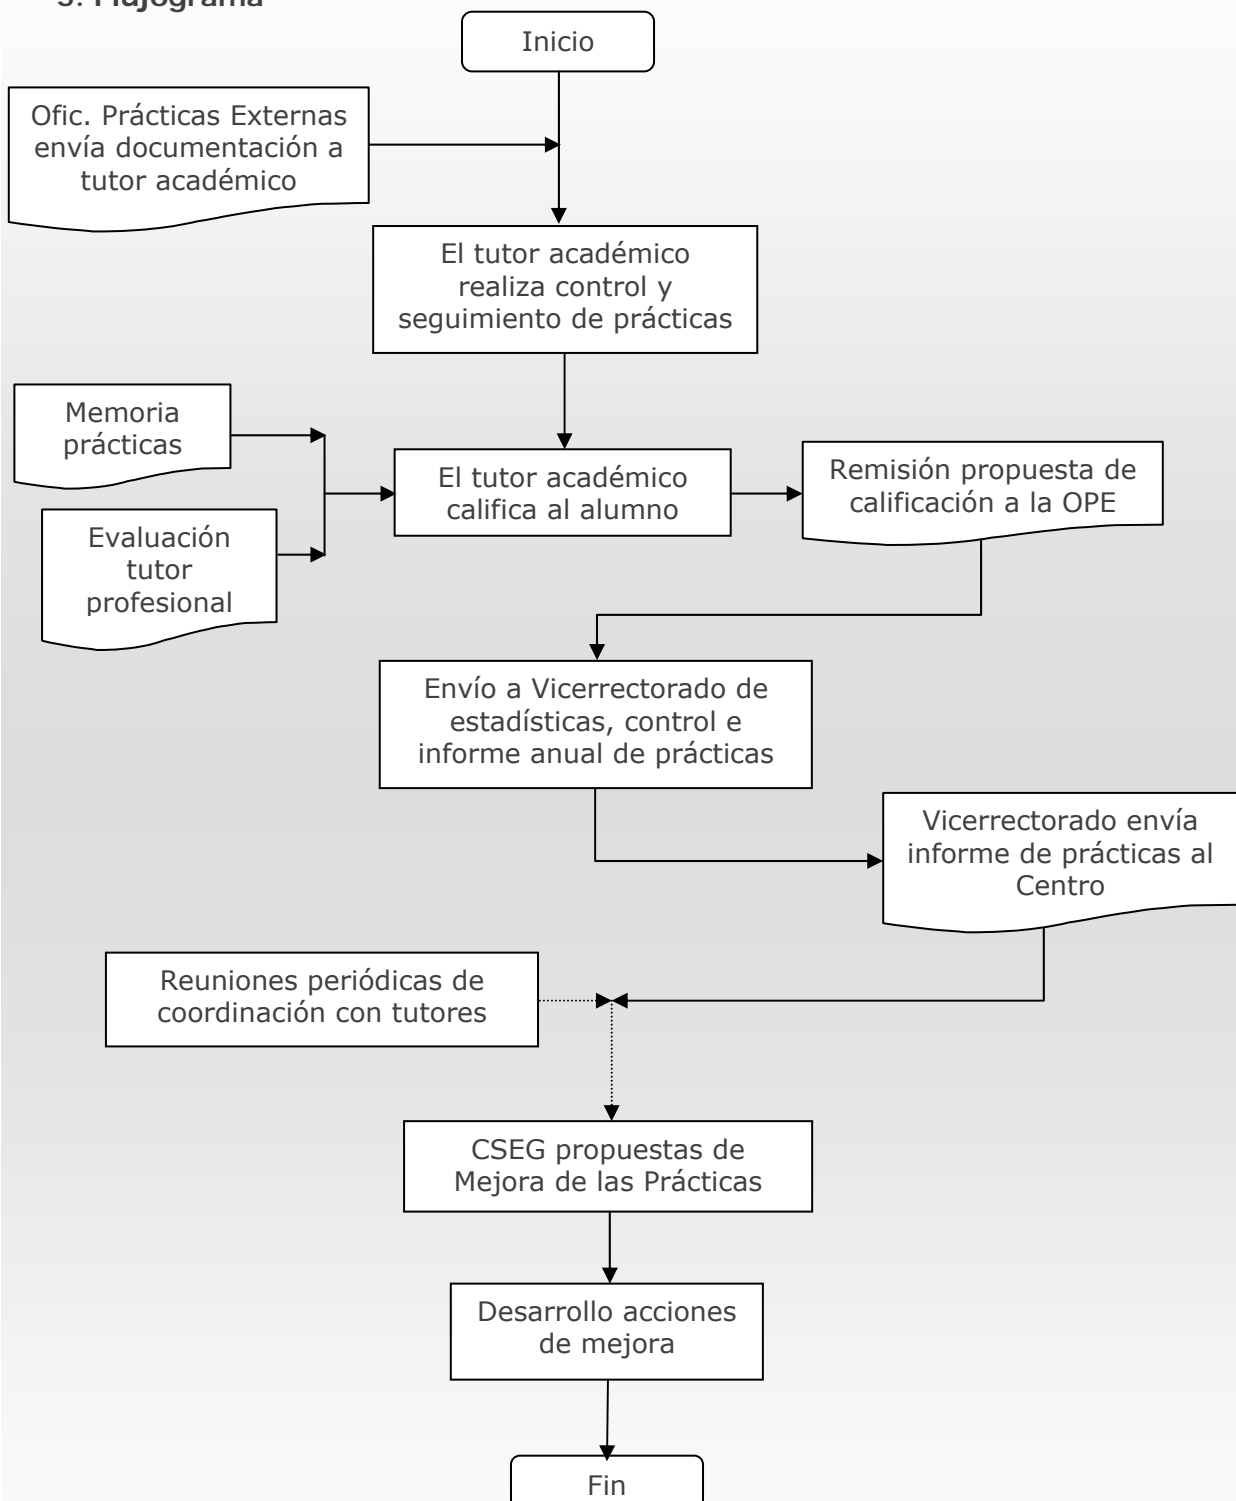 Flujograma
Inicio
Ofic. Prácticas Externas
envía documentación a
tutor académico
El tutor académico
realiza control y
seguimiento de prácticas
Memoria
prácticas
El tutor académico
califica al alumno
Remisión propuesta de
calificación a la OPE
Evaluación
tutor
profesional
Envío a Vicerrectorado de
estadísticas, control e
informe anual de prácticas
Vicerrectorado envía
informe de prácticas al
Centro
Reuniones periódicas de
coordinación con tutores
CSEG propuestas de
Mejora de las Prácticas
Desarrollo acciones
de mejora
Fin